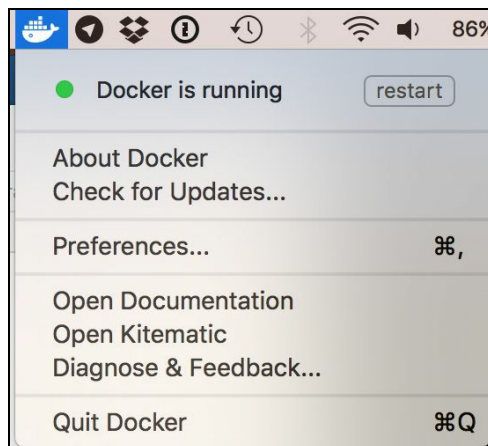 86%
Docker is running restart
About Docker
Check for Updates...
Preferences... ⌘,
Open Documentation
Open Kitematic
Diagnose & Feedback...
Quit Docker ⌘Q